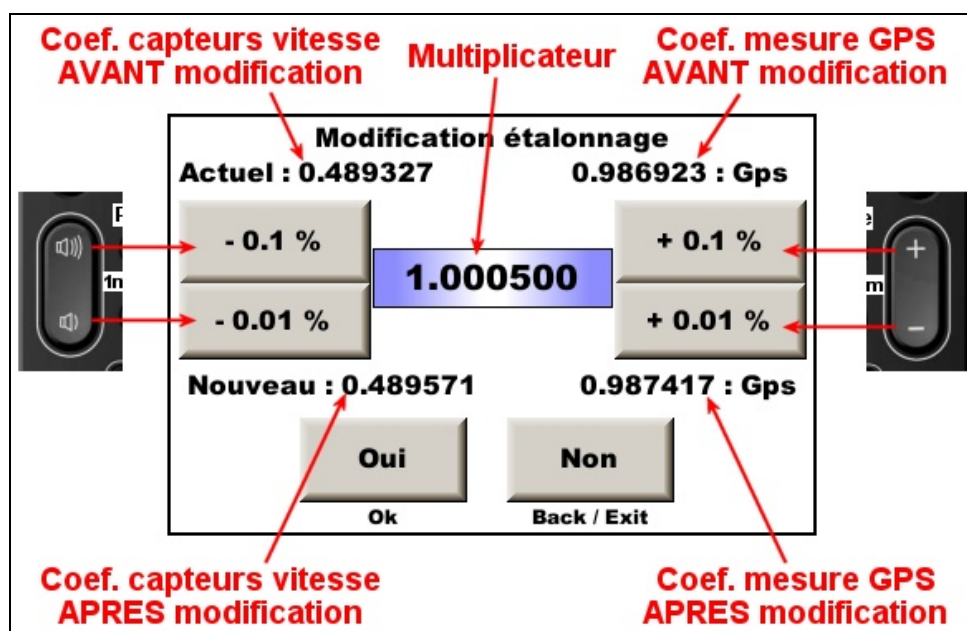 Coef. capteurs vitesse
AVANT modification
Multiplicateur
Coef. mesure GPS
AVANT modification
Modification étalonnage
Actuel : 0.489327
0.986923 : Gps
- 0.1 %
+ 0.1 %
1.000500
- 0.01 %
+ 0.01 %
Nouveau : 0.489571
0.987417 : Gps
Oui
Non
Ok
Back / Exit
Coef. capteurs vitesse
APRES modification
Coef. mesure GPS
APRES modification